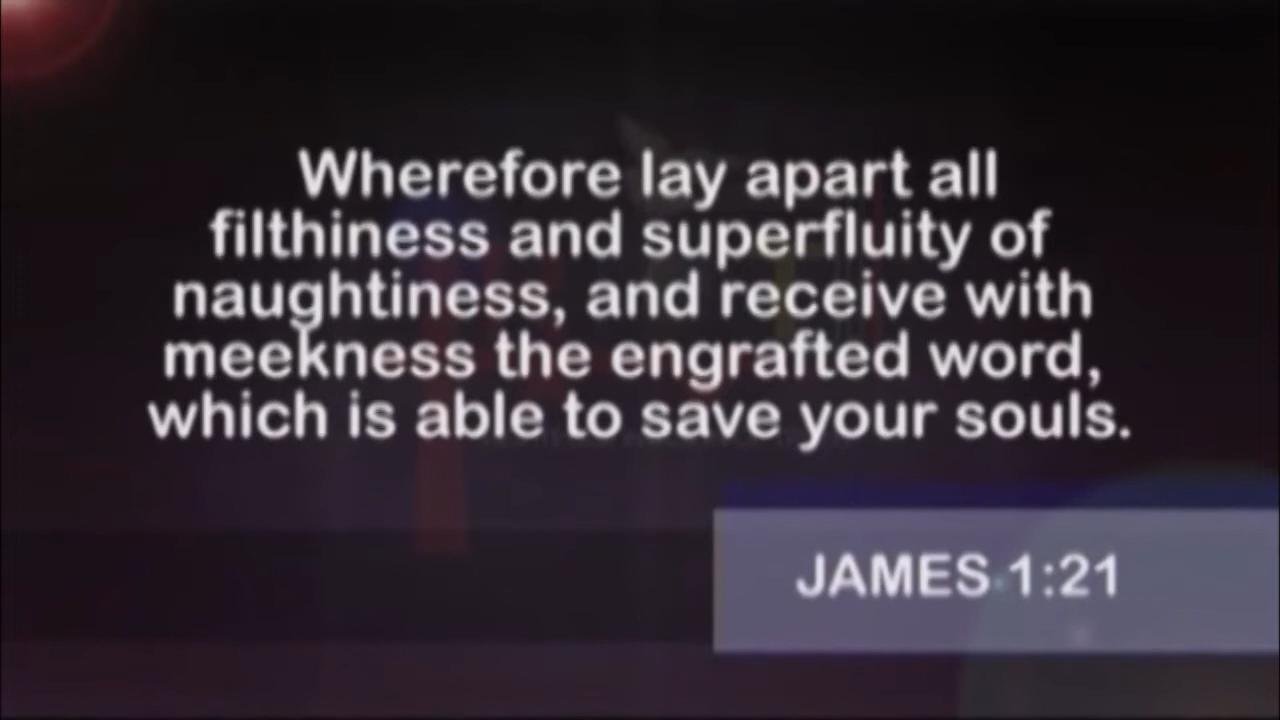 Wherefore lay apart all
filthiness and superfluity of
naughtiness, and receive with
meekness the engrafted word,
which is able to save your souls.
JAMES 1:21